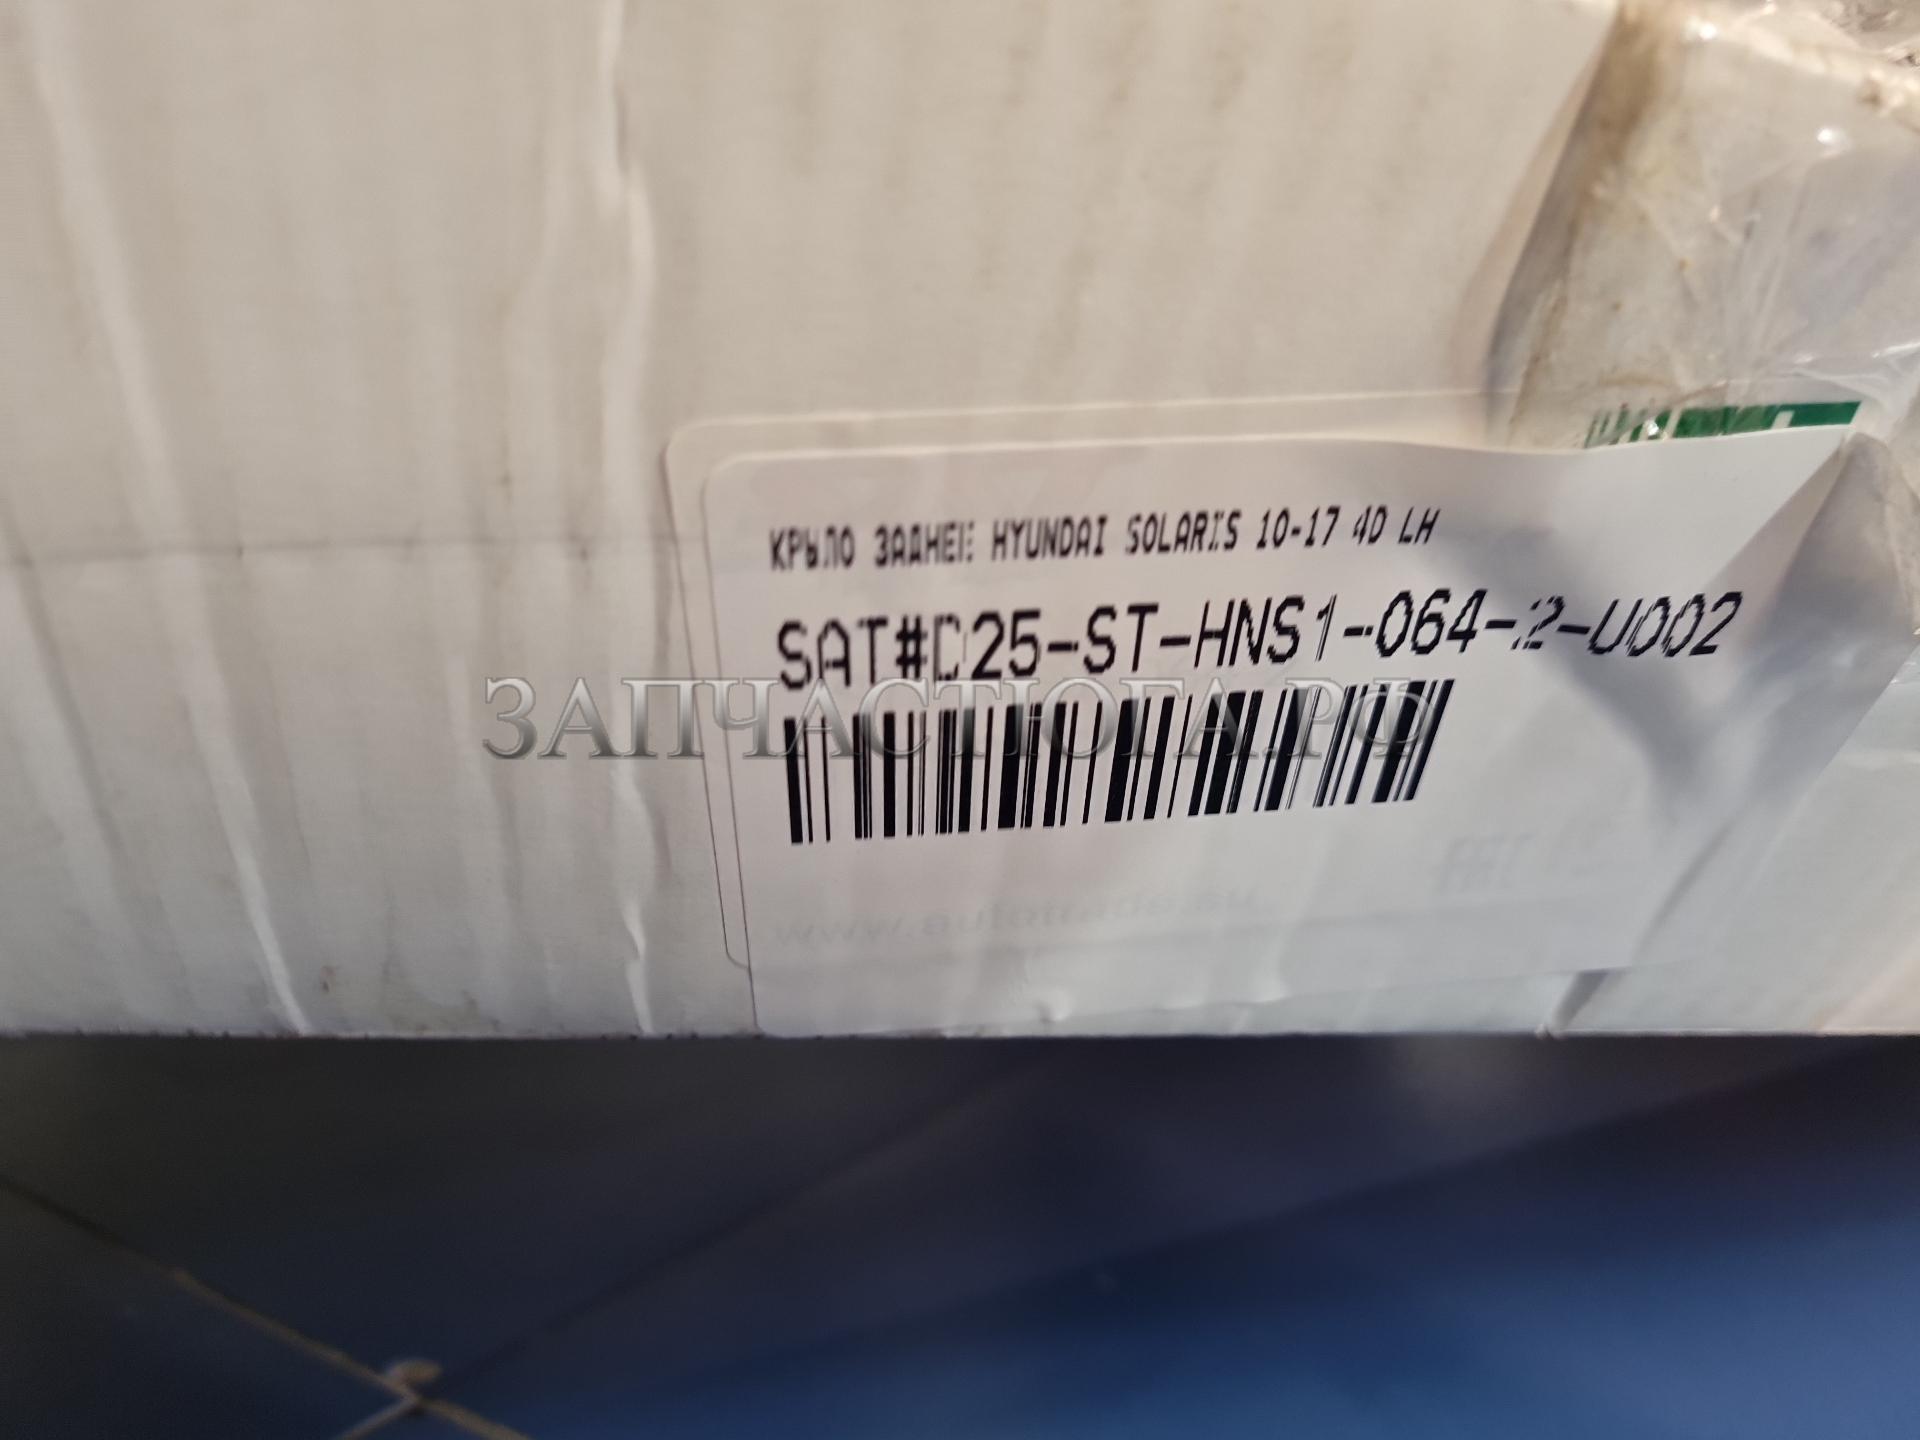 КРЫЛО ЗАДНЕЕ HYUNDAI SOLARIS 10-17 4D LH
SAT#D25-ST-HNS1-064-2-U002
ЗАПЧАСТЮГА.РФ